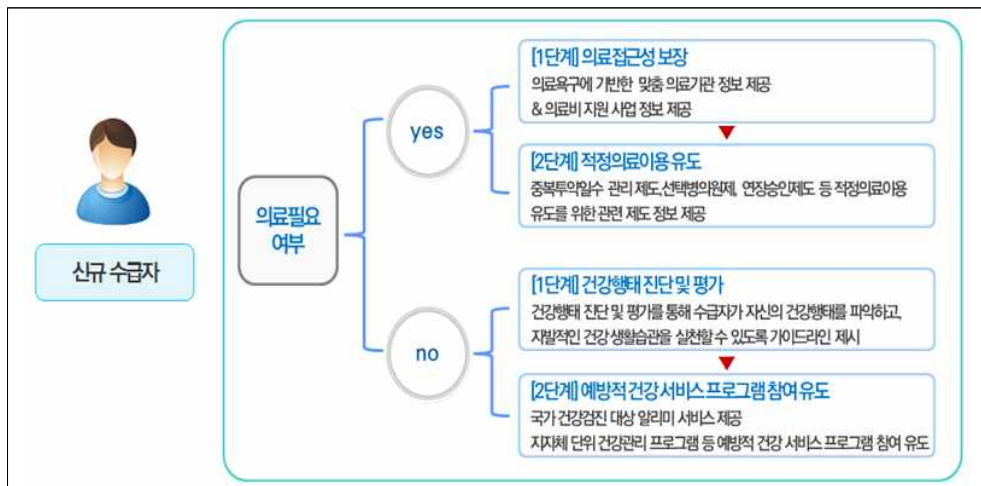 신규 수급자
의료필요
여부
yes
[1단계] 의료접근성 보장
의료욕구에 기반한 맞춤 의료기관 정보 제공
& 의료비 지원 사업 정보 제공
[2단계] 적정의료이용 유도
중복투약일수 관리 제도,선택병의원제, 연장승인제도 등 적정의료이용
유도를 위한 관련 제도 정보 제공
no
[1단계] 건강행태 진단 및 평가
건강행태 진단 및 평가를 통해 수급자가 자신의 건강행태를 파악하고,
자발적인 건강 생활습관을 실천할 수 있도록 가이드라인 제시
[2단계] 예방적 건강 서비스 프로그램 참여 유도
국가 건강검진 대상 알리미 서비스 제공
지자체 단위 건강관리 프로그램 등 예방적 건강 서비스 프로그램 참여 유도